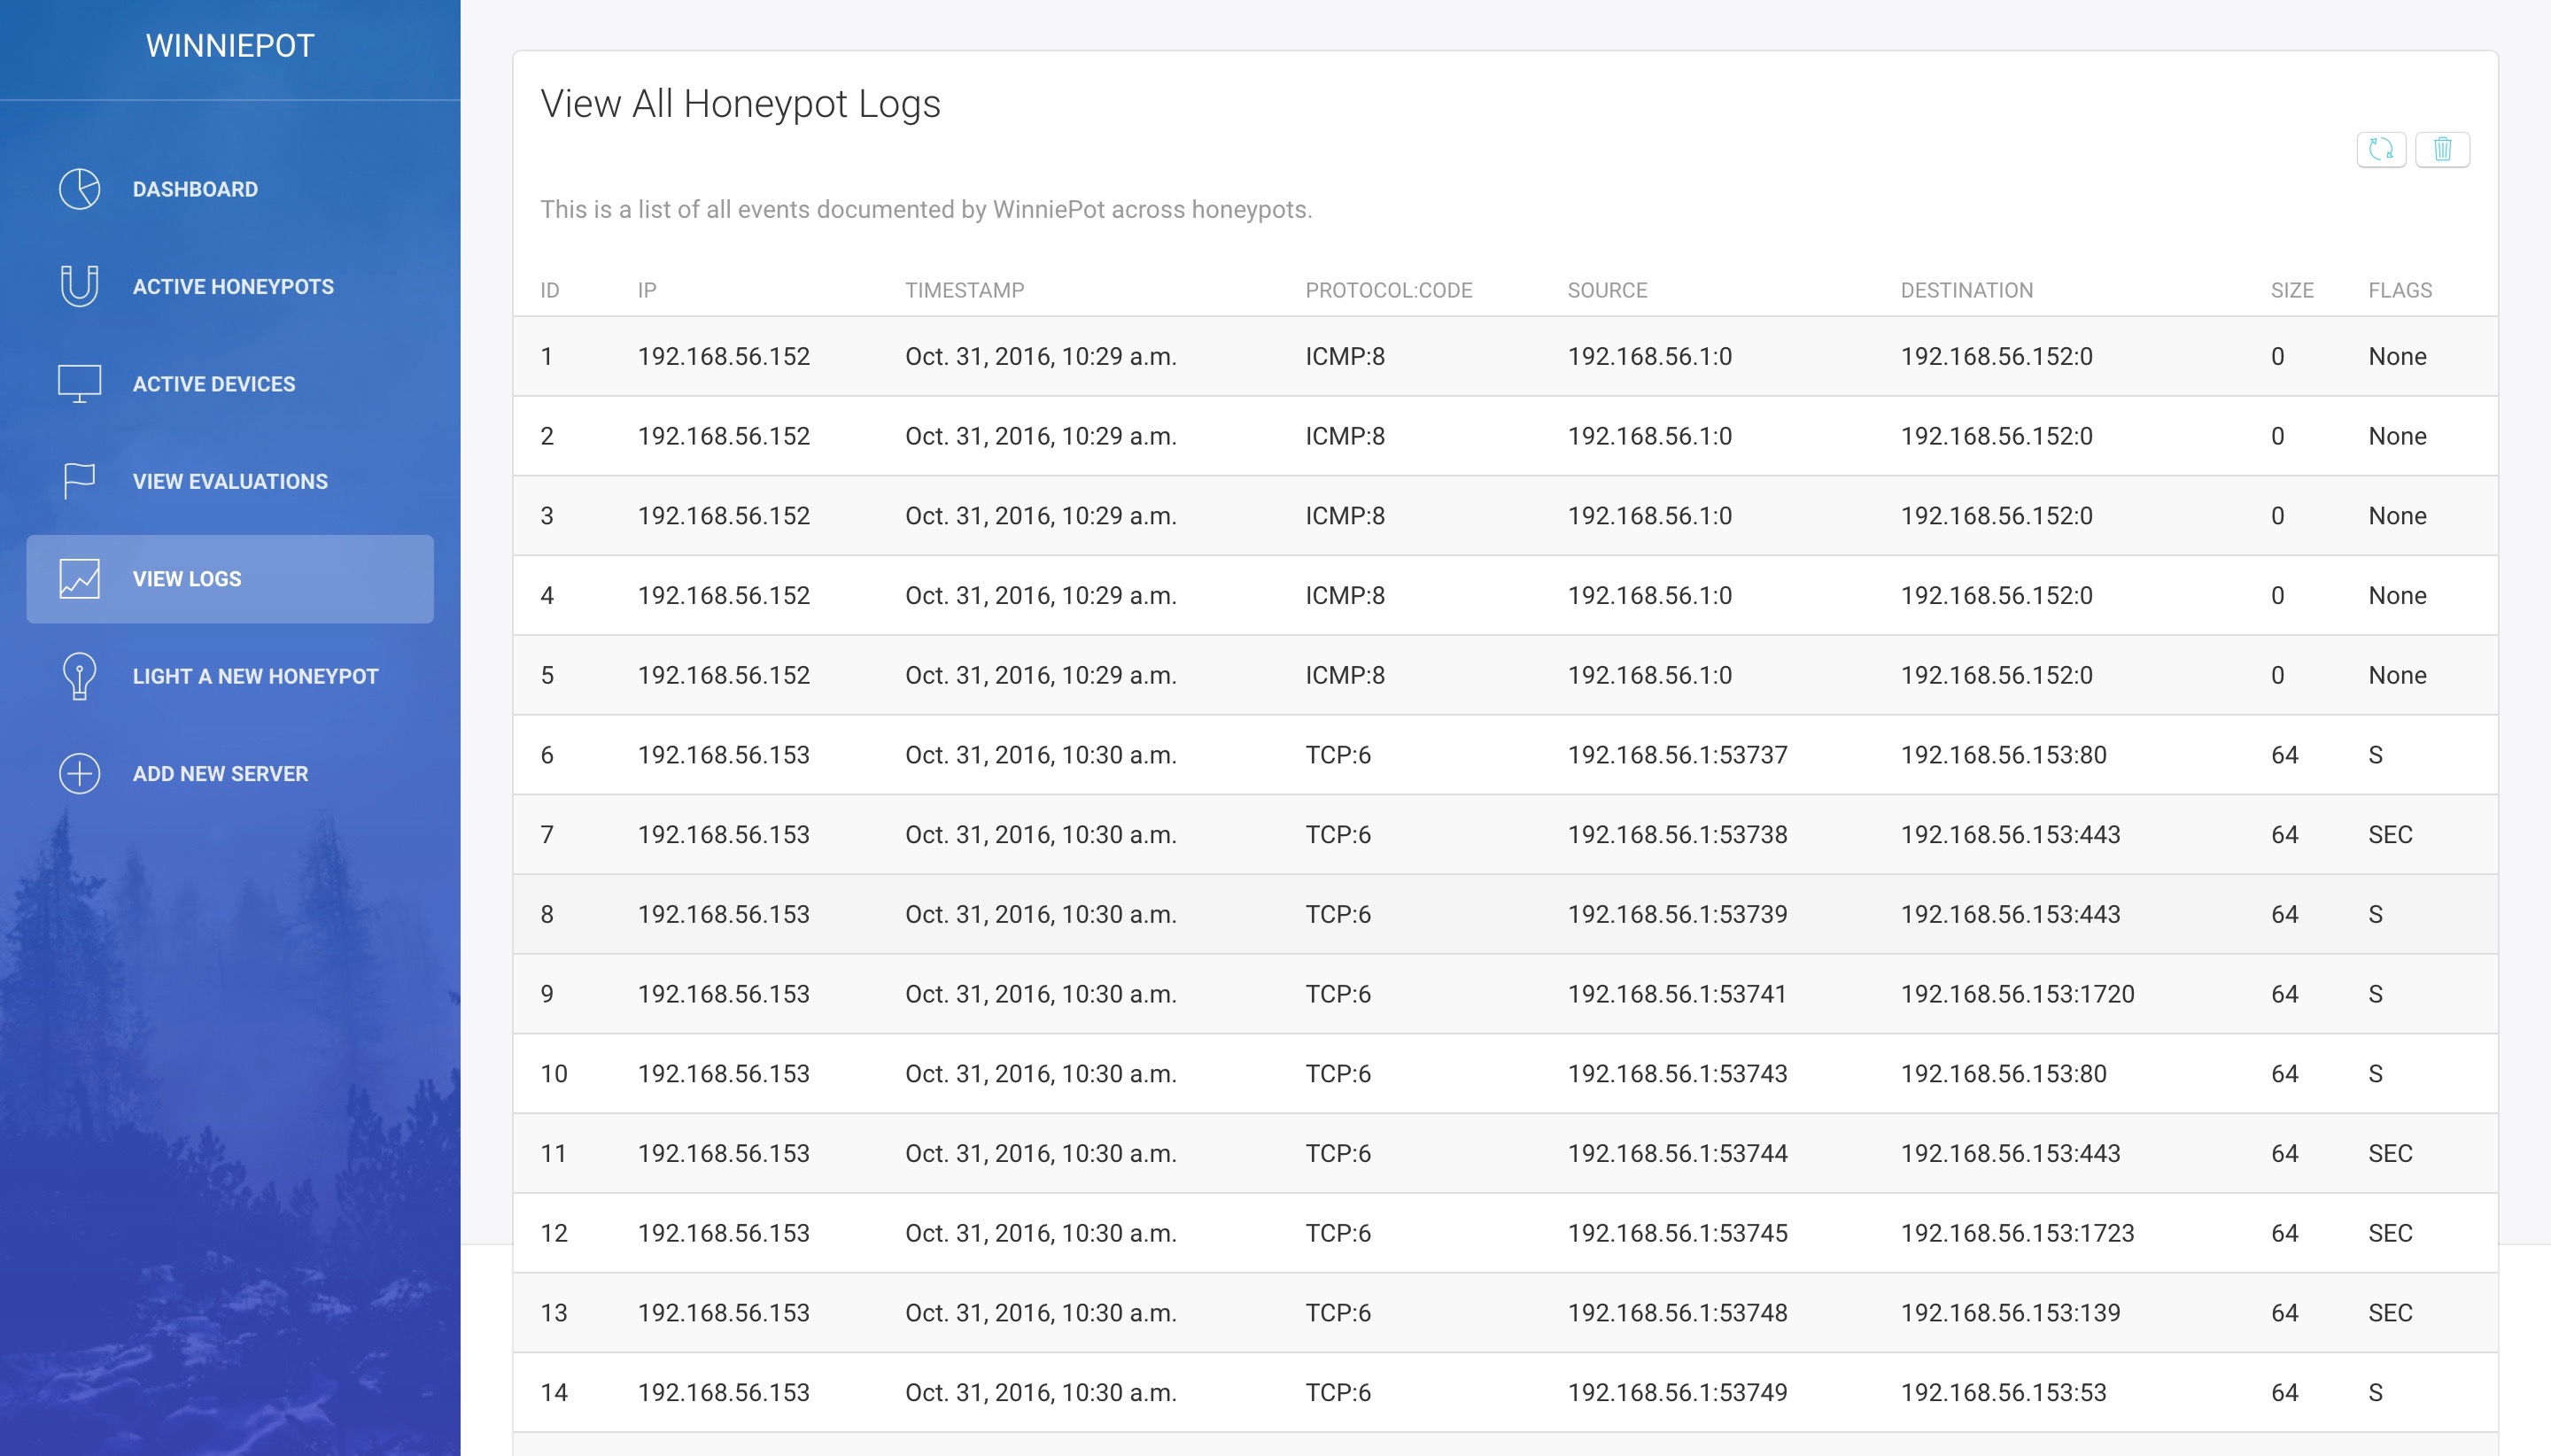 WINNIEPOT
DASHBOARD
ACTIVE HONEYPOTS
ACTIVE DEVICES
VIEW EVALUATIONS
VIEW LOGS
LIGHT A NEW HONEYPOT
ADD NEW SERVER
View All Honeypot Logs
This is a list of all events documented by WinniePot across honeypots.
ID IP TIMESTAMP PROTOCOL:CODE SOURCE DESTINATION SIZE FLAGS
1 192.168.56.152 Oct. 31, 2016, 10:29 a.m. ICMP:8 192.168.56.1:0 192.168.56.152:0 0 None
2 192.168.56.152 Oct. 31, 2016, 10:29 a.m. ICMP:8 192.168.56.1:0 192.168.56.152:0 0 None
3 192.168.56.152 Oct. 31, 2016, 10:29 a.m. ICMP:8 192.168.56.1:0 192.168.56.152:0 0 None
4 192.168.56.152 Oct. 31, 2016, 10:29 a.m. ICMP:8 192.168.56.1:0 192.168.56.152:0 0 None
5 192.168.56.152 Oct. 31, 2016, 10:29 a.m. ICMP:8 192.168.56.1:0 192.168.56.152:0 0 None
6 192.168.56.153 Oct. 31, 2016, 10:30 a.m. TCP:6 192.168.56.1:53737 192.168.56.153:80 64 S
7 192.168.56.153 Oct. 31, 2016, 10:30 a.m. TCP:6 192.168.56.1:53738 192.168.56.153:443 64 SEC
8 192.168.56.153 Oct. 31, 2016, 10:30 a.m. TCP:6 192.168.56.1:53739 192.168.56.153:443 64 S
9 192.168.56.153 Oct. 31, 2016, 10:30 a.m. TCP:6 192.168.56.1:53741 192.168.56.153:1720 64 S
10 192.168.56.153 Oct. 31, 2016, 10:30 a.m. TCP:6 192.168.56.1:53743 192.168.56.153:80 64 S
11 192.168.56.153 Oct. 31, 2016, 10:30 a.m. TCP:6 192.168.56.1:53744 192.168.56.153:443 64 SEC
12 192.168.56.153 Oct. 31, 2016, 10:30 a.m. TCP:6 192.168.56.1:53745 192.168.56.153:1723 64 SEC
13 192.168.56.153 Oct. 31, 2016, 10:30 a.m. TCP:6 192.168.56.1:53748 192.168.56.153:139 64 SEC
14 192.168.56.153 Oct. 31, 2016, 10:30 a.m. TCP:6 192.168.56.1:53749 192.168.56.153:53 64 S